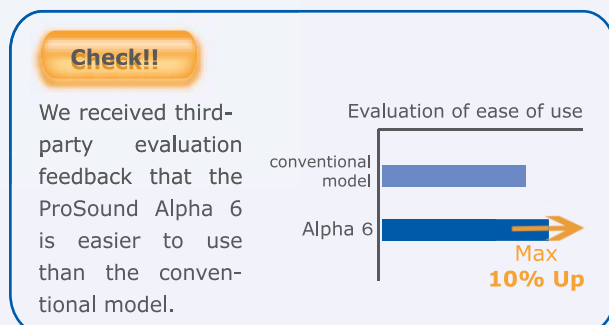 Check!!
We received third-
party evaluation
feedback that the
ProSound Alpha 6
is easier to use
than the conven-
tional model.
Evaluation of ease of use
conventional
model
Alpha 6
Max
10% Up